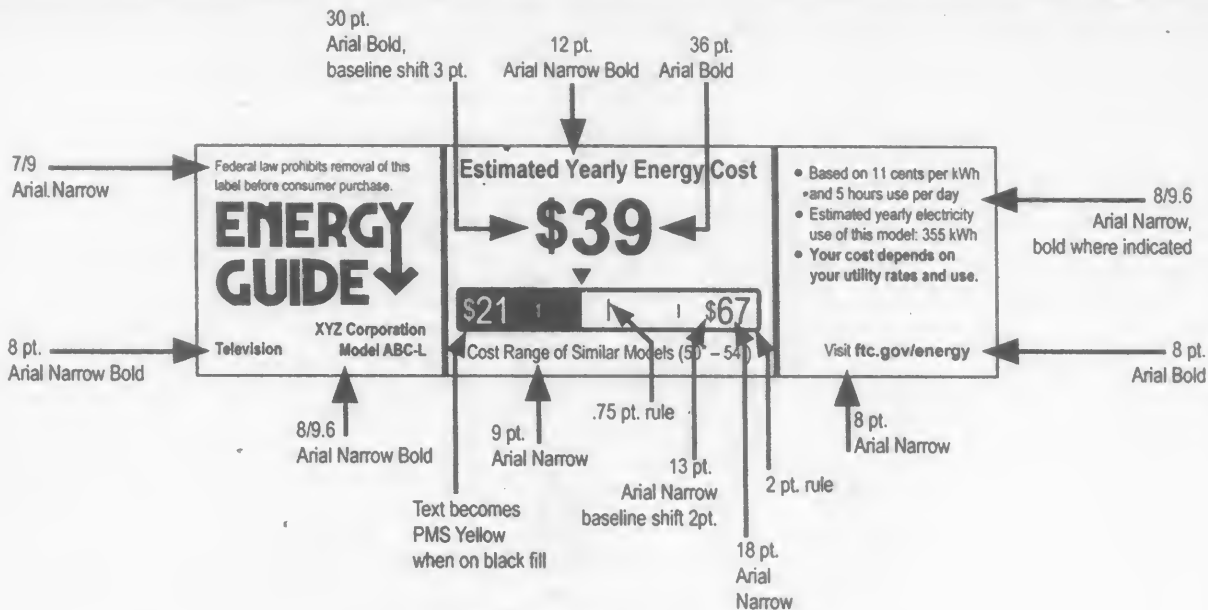 30 pt.
Arial Bold,
baseline shift 3 pt.
12 pt.
Arial Narrow Bold
36 pt.
Arial Bold
7/9
Arial Narrow
Federal law prohibits removal of this
label before consumer purchase.
ENERGY
GUIDE
XYZ Corporation
Television Model ABC-L
Estimated Yearly Energy Cost
$39
$21 $67
Cost Range of Similar Models (50" – 54")
• Based on 11 cents per kWh
and 5 hours use per day
• Estimated yearly electricity
use of this model: 355 kWh
• Your cost depends on
your utility rates and use.
Visit ftc.gov/energy
8/9.6
Arial Narrow,
bold where indicated
8 pt.
Arial Narrow Bold
8 pt.
Arial Bold
8/9.6
Arial Narrow Bold
9 pt.
Arial Narrow
.75 pt. rule
8 pt.
Arial Narrow
Text becomes
PMS Yellow
when on black fill
13 pt.
Arial Narrow
baseline shift 2pt.
2 pt. rule
18 pt.
Arial
Narrow